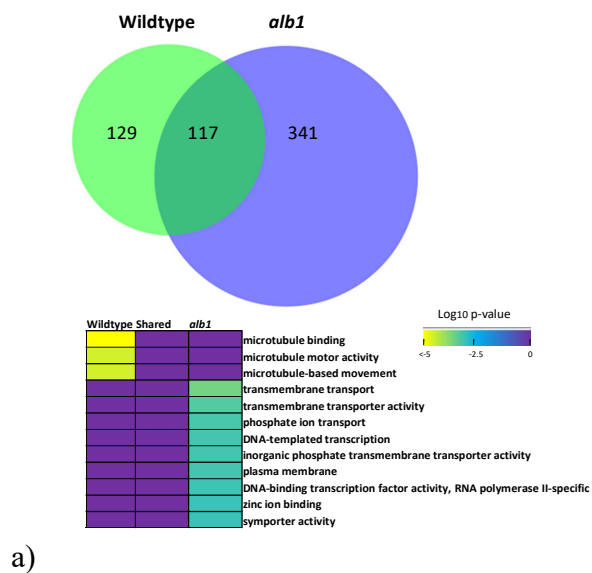 Wildtype alb1
129 117 341
Log10 p-value
<-5 -2.5 0
Wildtype Shared alb1
microtubule binding
microtubule motor activity
microtubule-based movement
transmembrane transport
transmembrane transporter activity
phosphate ion transport
DNA-templated transcription
inorganic phosphate transmembrane transporter activity
plasma membrane
DNA-binding transcription factor activity, RNA polymerase II-specific
zinc ion binding
symporter activity
a)